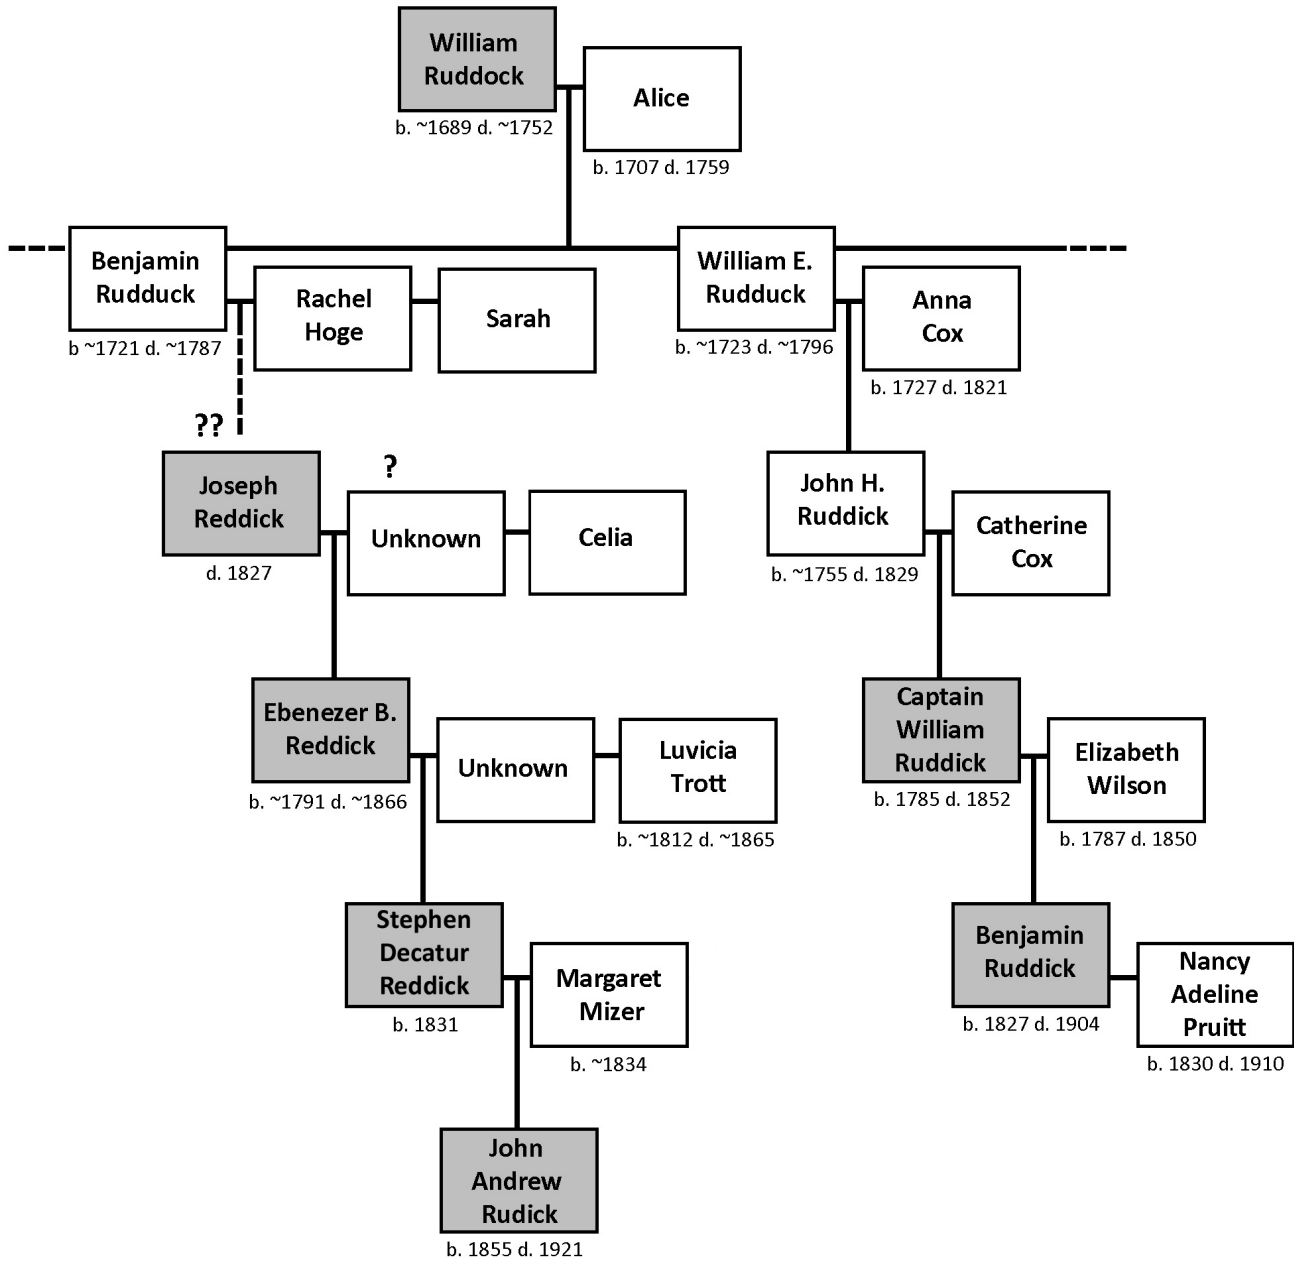 William
Ruddock
b. ~1689 d. ~1752
Alice
b. 1707 d. 1759
Benjamin
Rudduck
b ~1721 d. ~1787
Rachel
Hoge
Sarah
William E.
Rudduck
b. ~1723 d. ~1796
Anna
Cox
b. 1727 d. 1821
??
Joseph
Reddick
d. 1827
?
Unknown
Celia
John H.
Ruddick
b. ~1755 d. 1829
Catherine
Cox
Ebenezer B.
Reddick
b. ~1791 d. ~1866
Unknown
Luvicia
Trott
b. ~1812 d. ~1865
Captain
William
Ruddick
b. 1785 d. 1852
Elizabeth
Wilson
b. 1787 d. 1850
Stephen
Decatur
Reddick
b. 1831
Margaret
Mizer
b. ~1834
Benjamin
Ruddick
b. 1827 d. 1904
Nancy
Adeline
Pruitt
b. 1830 d. 1910
John
Andrew
Rudick
b. 1855 d. 1921